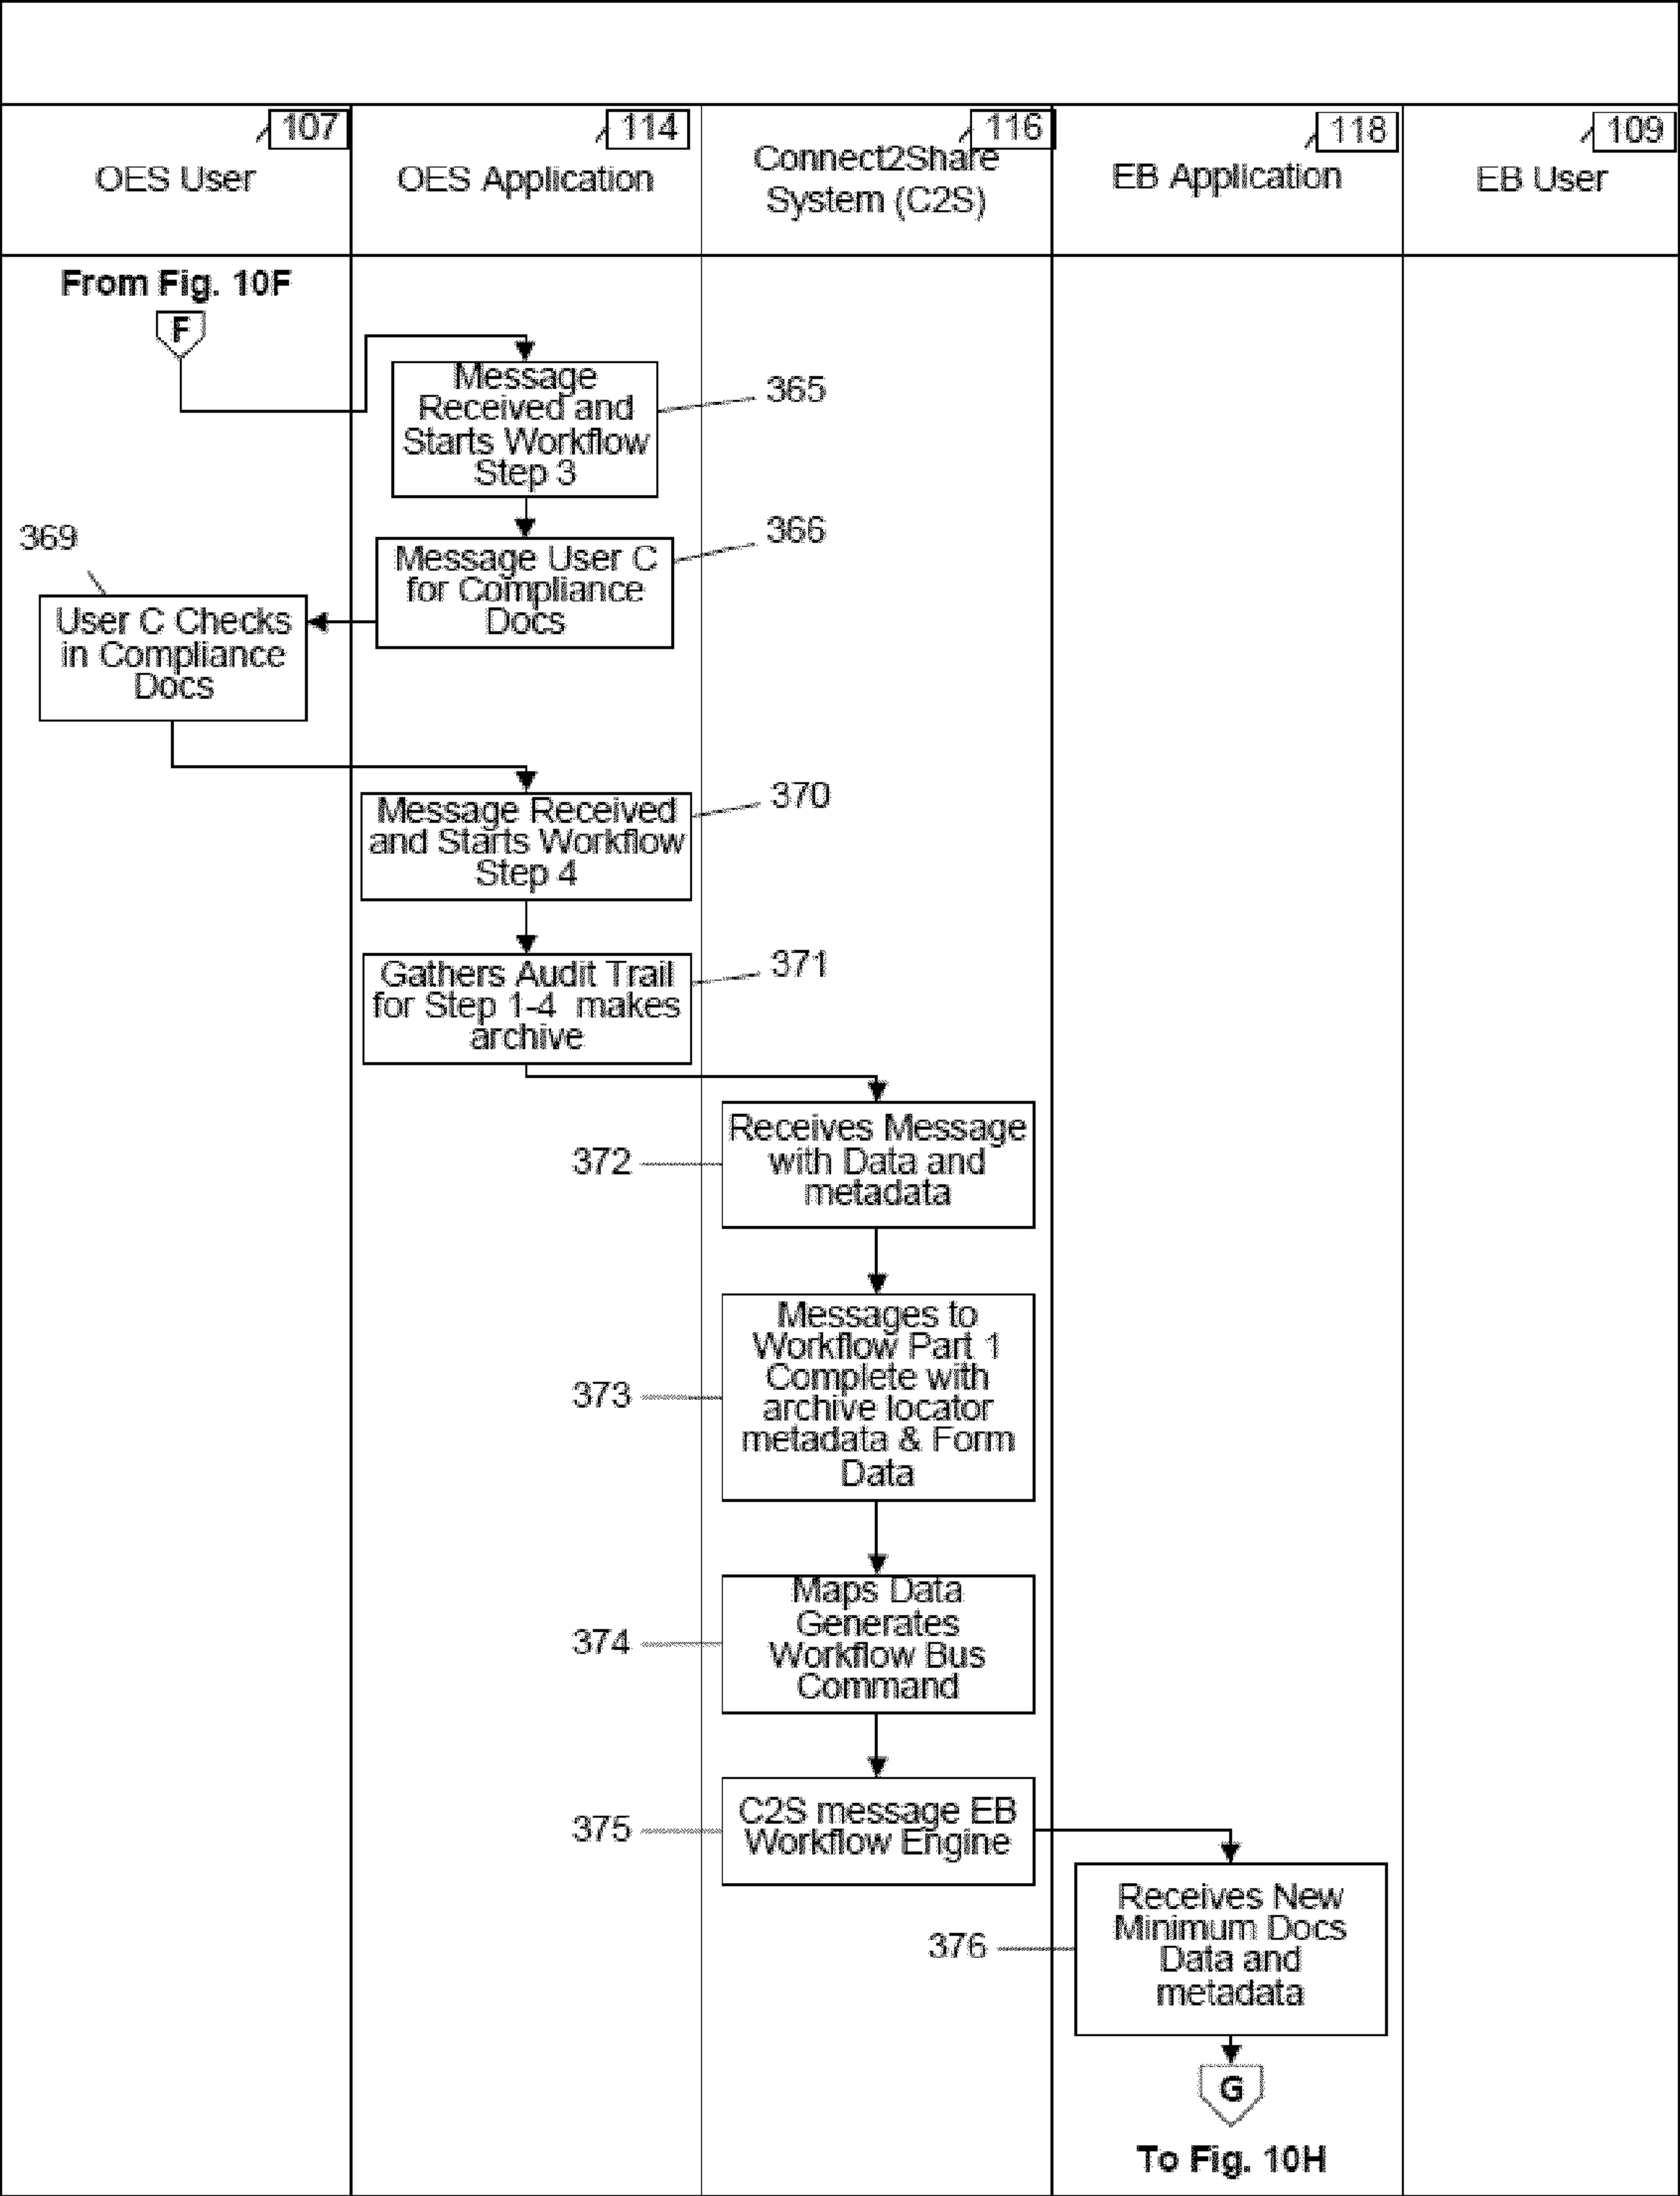 107
OES User
114
OES Application
116
Connect2Share
System (C2S)
118
EB Application
109
EB User
From Fig. 10F
F
Message
Received and
Starts Workflow
Step 3
365
Message User C
for Compliance
Docs
366
369
User C Checks
in Compliance
Docs
Message Received
and Starts Workflow
Step 4
370
Gathers Audit Trail
for Step 1-4 makes
archive
371
372
Receives Message
with Data and
metadata
373
Messages to
Workflow Part 1
Complete with
archive locator
metadata & Form
Data
374
Maps Data
Generates
Workflow Bus
Command
375
C2S message EB
Workflow Engine
376
Receives New
Minimum Docs
Data and
metadata
G
To Fig. 10H